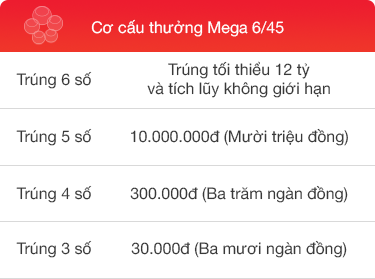 Cơ cấu thưởng Mega 6/45
Trúng 6 số
Trúng tối thiểu 12 tỷ
và tích lũy không giới hạn
Trúng 5 số
10.000.000đ (Mười triệu đồng)
Trúng 4 số
300.000đ (Ba trăm ngàn đồng)
Trúng 3 số
30.000đ (Ba mươi ngàn đồng)